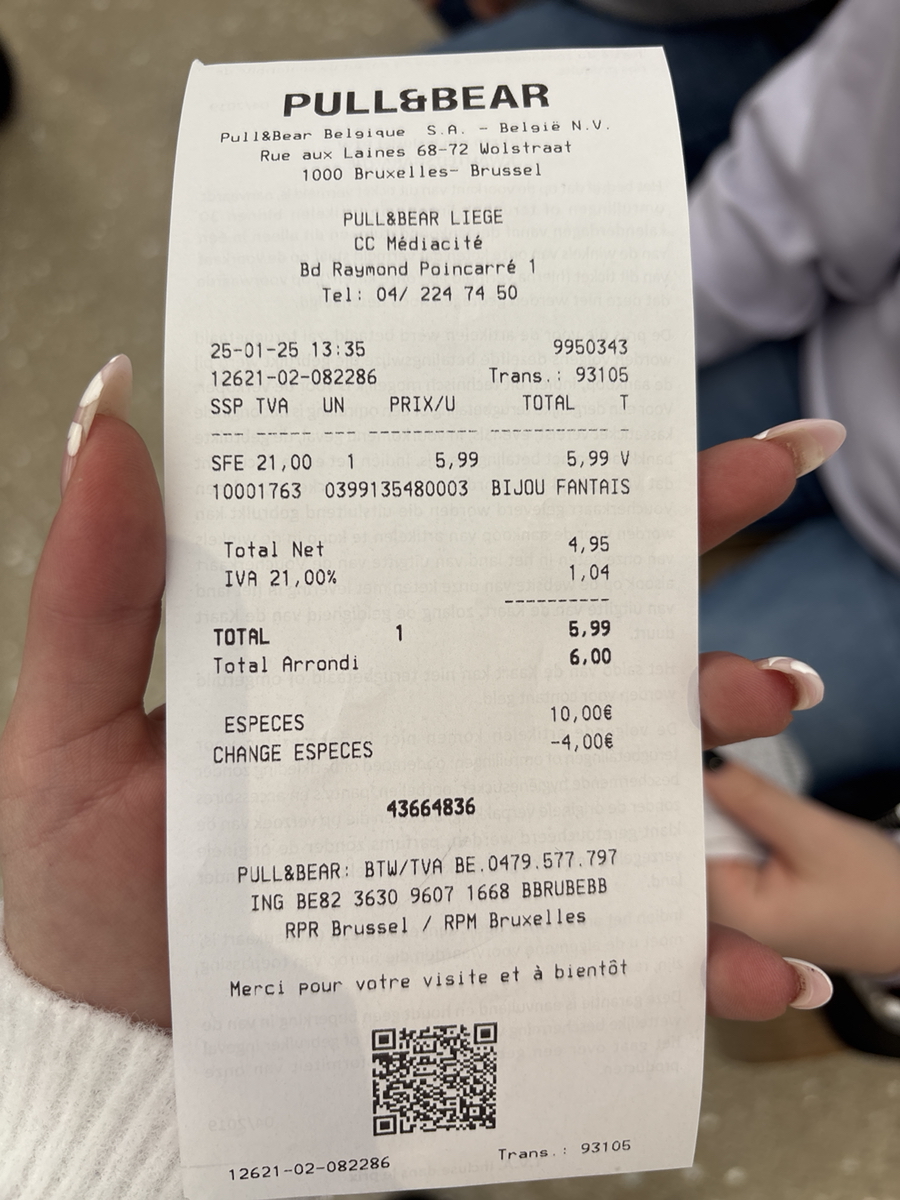 PULL&BEAR
Pull&Bear Belgique S.A. - België N.V.
Rue aux Laines 68-72 Wolstraat
1000 Bruxelles- Brussel
PULL&BEAR LIEGE
CC Médiacité
Bd Raymond Poincarré 1
Tel: 04/ 224 74 50
25-01-25 13:35 9950343
12621-02-082286 Trans.: 93105
SSP TVA UN PRIX/U TOTAL T
SFE 21,00 1 5,99 5,99 V
10001763 0399135480003 BIJOU FANTAIS
Total Net 4,95
IVA 21,00% 1,04
TOTAL 1 5,99
Total Arrondi 6,00
ESPECES 10,00€
CHANGE ESPECES -4,00€
43664836
PULL&BEAR: BTW/TVA BE.0479.577.797
ING BE82 3630 9607 1668 BBRUBEBB
RPR Brussel / RPM Bruxelles
Merci pour votre visite et à bientôt
12621-02-082286 Trans.: 93105